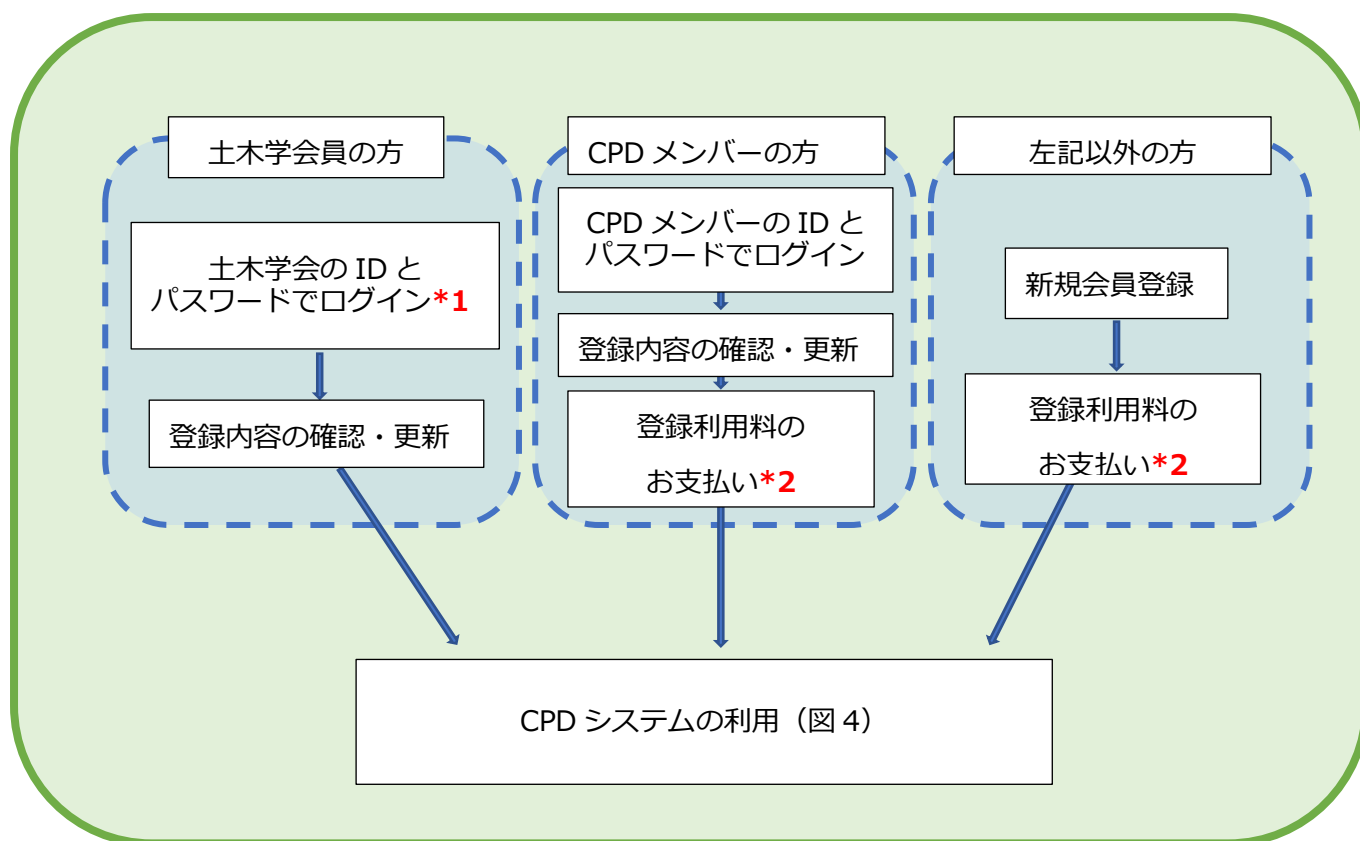 土木学会員の方
土木学会の ID と
パスワードでログイン*1
登録内容の確認・更新
CPD メンバーの方
CPD メンバーの ID と
パスワードでログイン
登録内容の確認・更新
登録利用料の
お支払い*2
左記以外の方
新規会員登録
登録利用料の
お支払い*2
CPD システムの利用（図 4）